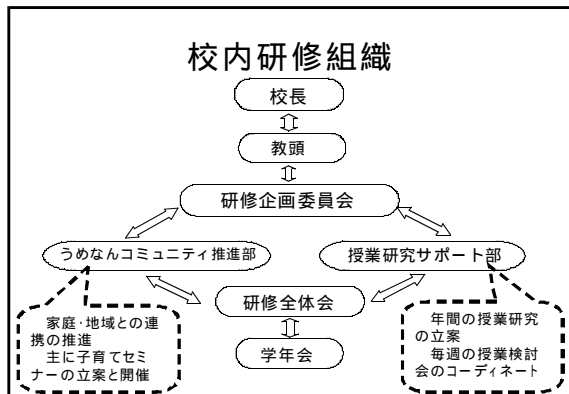 校内研修組織
校長
教頭
研修企画委員会
うめなんコミュニティ推進部
授業研究サポート部
家庭・地域との連
携の推進
主に子育てセミ
ナーの立案と開催
研修全体会
学年会
年間の授業研究
の立案
毎週の授業検討
会のコーディネート